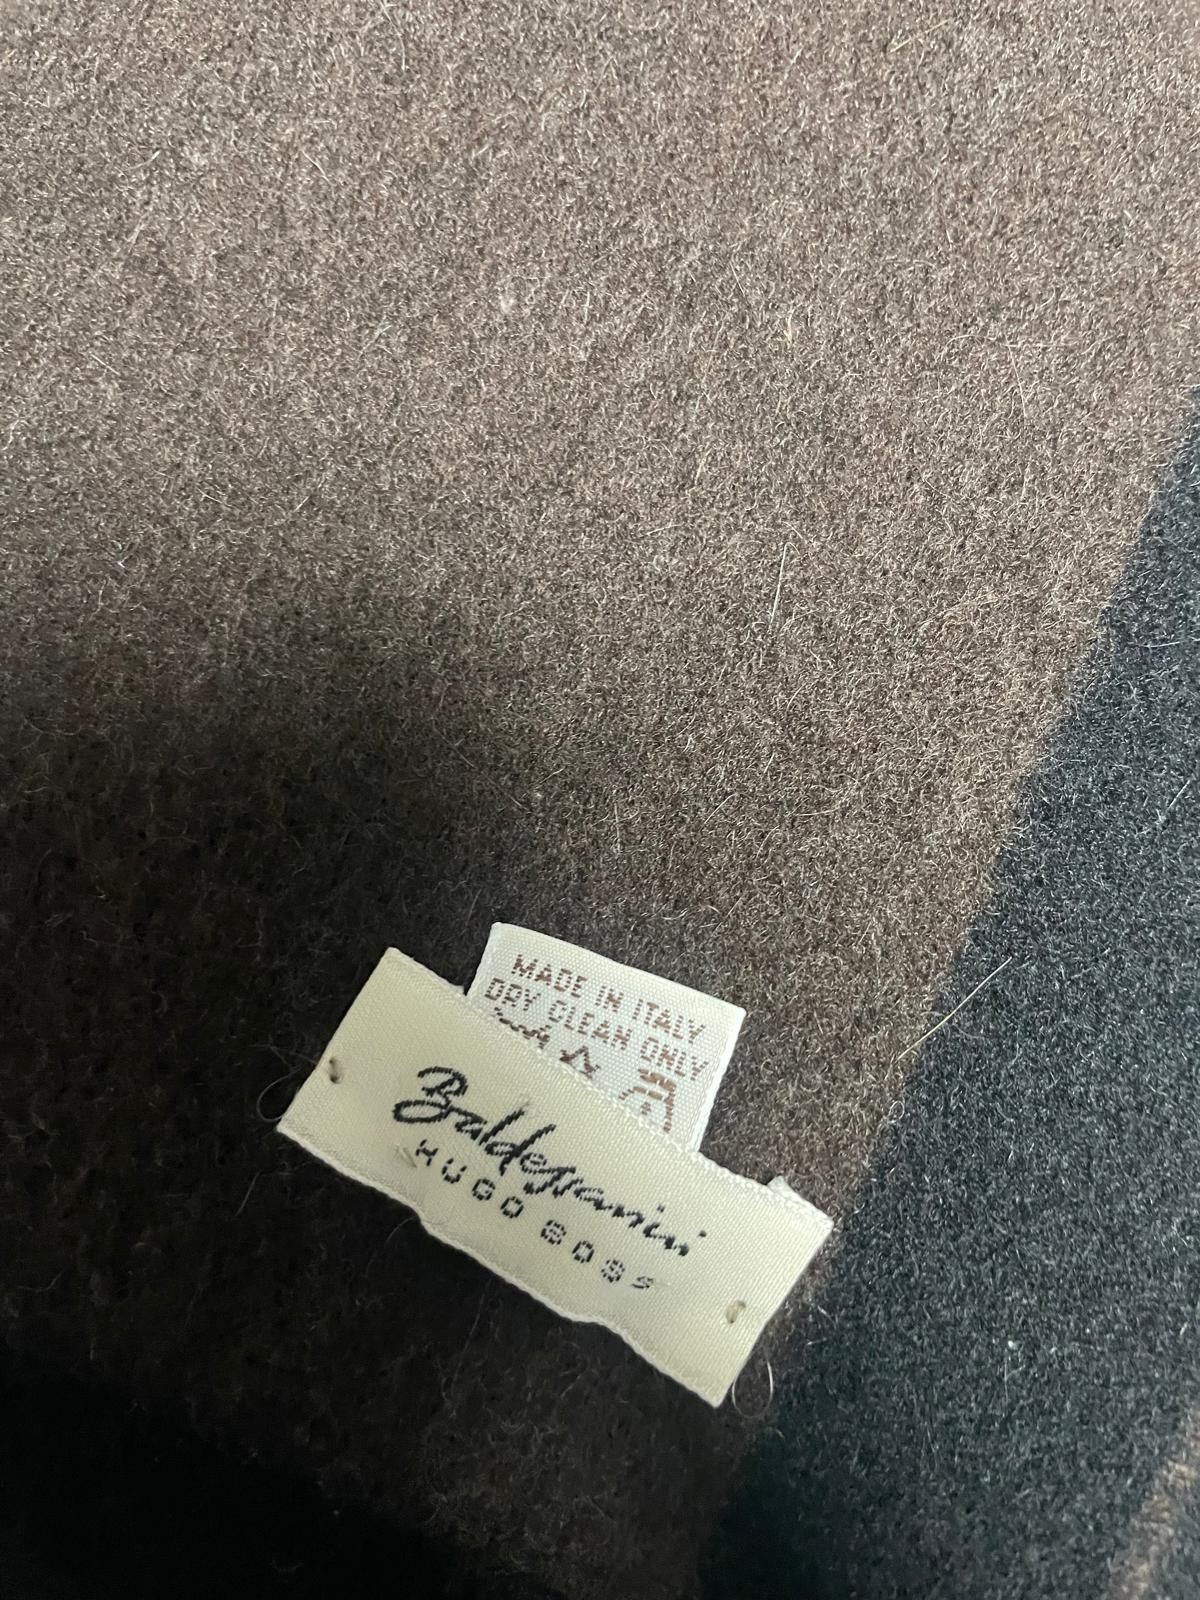 MADE IN ITALY
DRY CLEAN ONLY
Baldessarini
HUGO BOSS